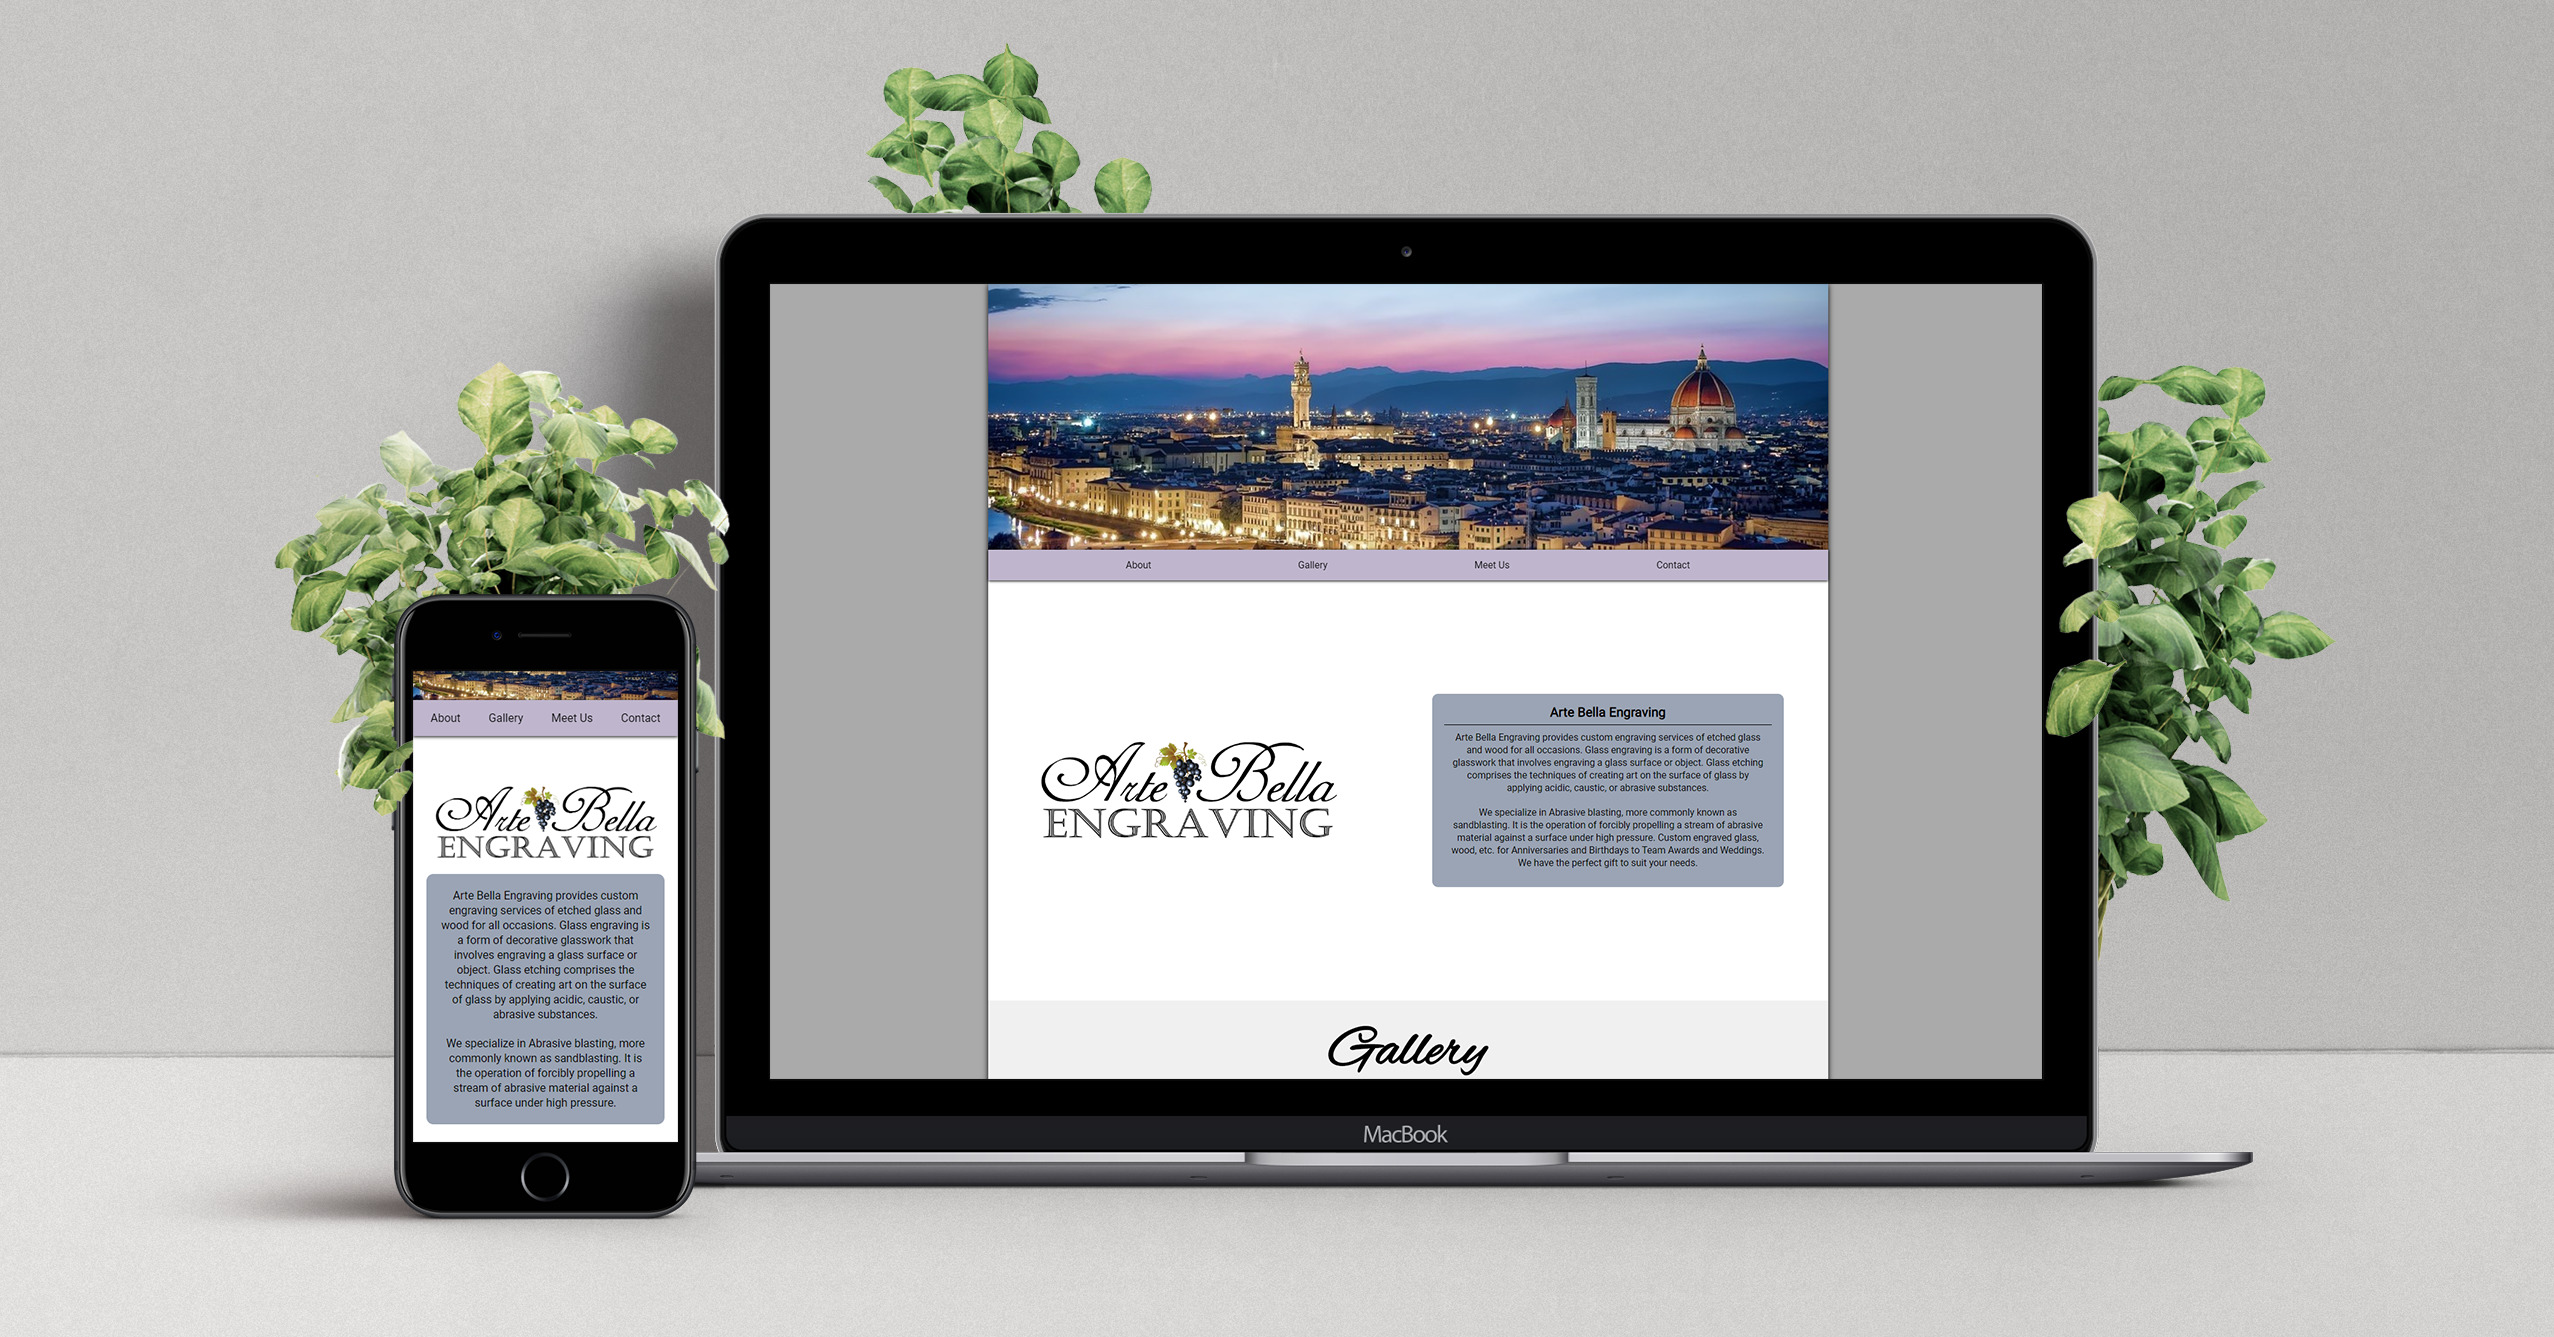 About Gallery Meet Us Contact
Arte Bella
ENGRAVING
Arte Bella Engraving provides custom
engraving services of etched glass and
wood for all occasions. Glass engraving is
a form of decorative glasswork that
involves engraving a glass surface or
object. Glass etching comprises the
techniques of creating art on the surface
of glass by applying acidic, caustic, or
abrasive substances.
We specialize in Abrasive blasting, more
commonly known as sandblasting. It is
the operation of forcibly propelling a
stream of abrasive material against a
surface under high pressure.
About Gallery Meet Us Contact
Arte Bella
ENGRAVING
Arte Bella Engraving
Arte Bella Engraving provides custom engraving services of etched glass
and wood for all occasions. Glass engraving is a form of decorative
glasswork that involves engraving a glass surface or object. Glass etching
comprises the techniques of creating art on the surface of glass by
applying acidic, caustic, or abrasive substances.
We specialize in Abrasive blasting, more commonly known as
sandblasting. It is the operation of forcibly propelling a stream of abrasive
material against a surface under high pressure. Custom engraved glass,
wood, etc. for Anniversaries and Birthdays to Team Awards and Weddings.
We have the perfect gift to suit your needs.
Gallery
MacBook